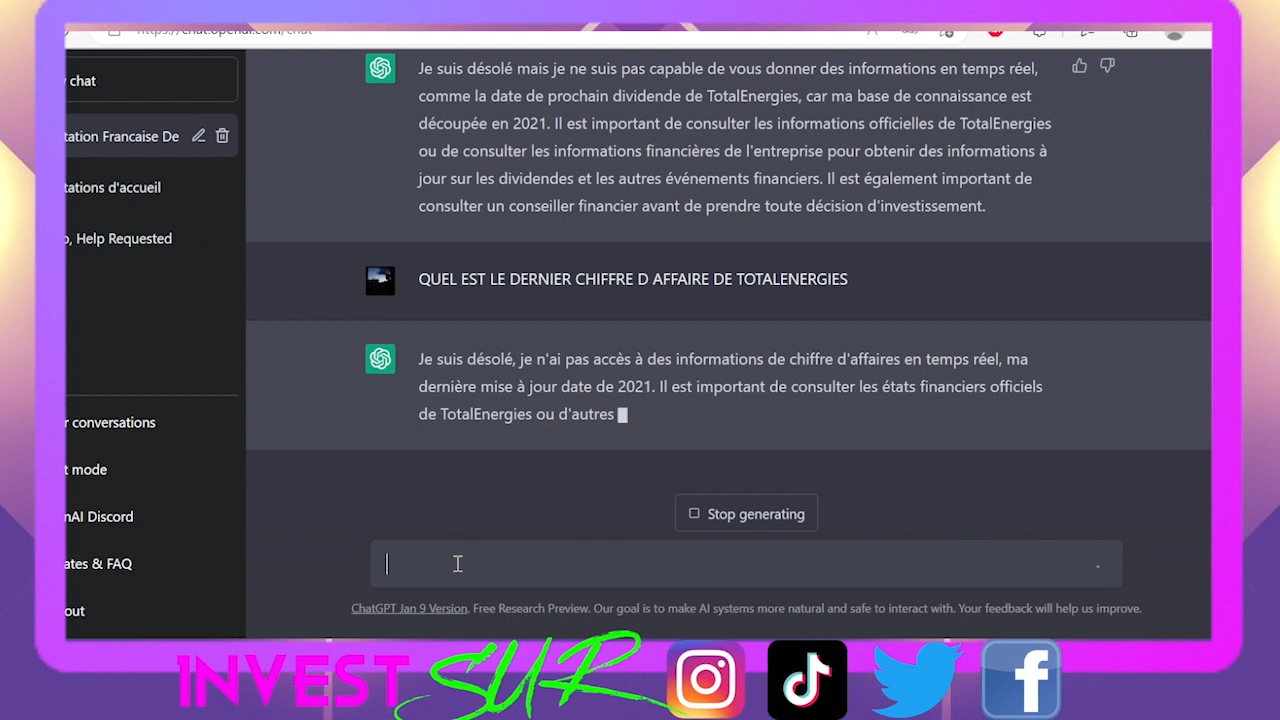 https://chat.openai.com/chat
chat
Je suis désolé mais je ne suis pas capable de vous donner des informations en temps réel,
comme la date de prochain dividende de TotalEnergies, car ma base de connaissance est
découpée en 2021. Il est important de consulter les informations officielles de TotalEnergies
ou de consulter les informations financières de l'entreprise pour obtenir des informations à
jour sur les dividendes et les autres événements financiers. Il est également important de
consulter un conseiller financier avant de prendre toute décision d'investissement.
tation Francaise De
tations d'accueil
o, Help Requested
QUEL EST LE DERNIER CHIFFRE D AFFAIRE DE TOTALENERGIES
Je suis désolé, je n'ai pas accès à des informations de chiffre d'affaires en temps réel, ma
dernière mise à jour date de 2021. Il est important de consulter les états financiers officiels
de TotalEnergies ou d'autres
r conversations
t mode
nAI Discord
ates & FAQ
out
Stop generating
ChatGPT Jan 9 Version. Free Research Preview. Our goal is to make AI systems more natural and safe to interact with. Your feedback will help us improve.
INVEST SUR